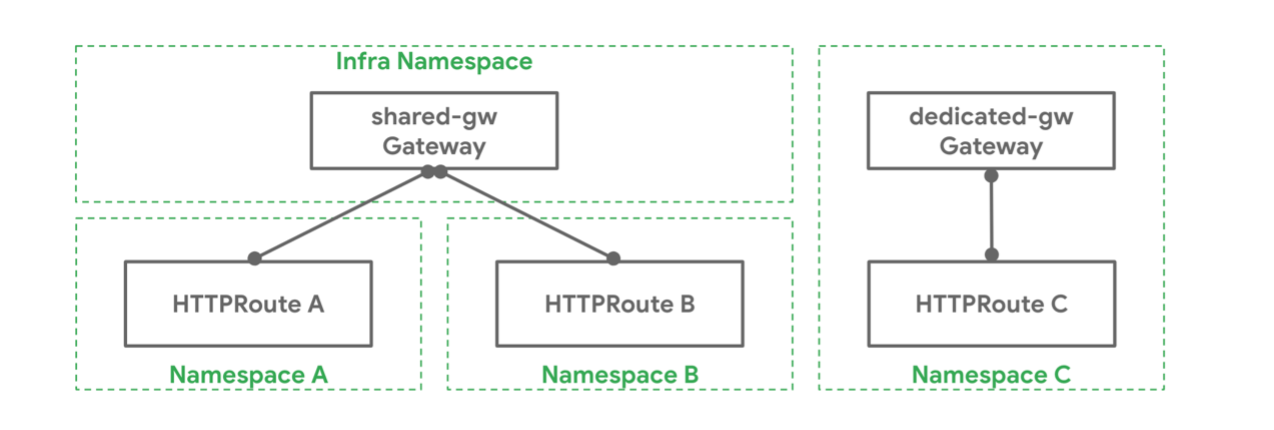 Infra Namespace
shared-gw
Gateway
dedicated-gw
Gateway
HTTPRoute A
HTTPRoute B
HTTPRoute C
Namespace A
Namespace B
Namespace C